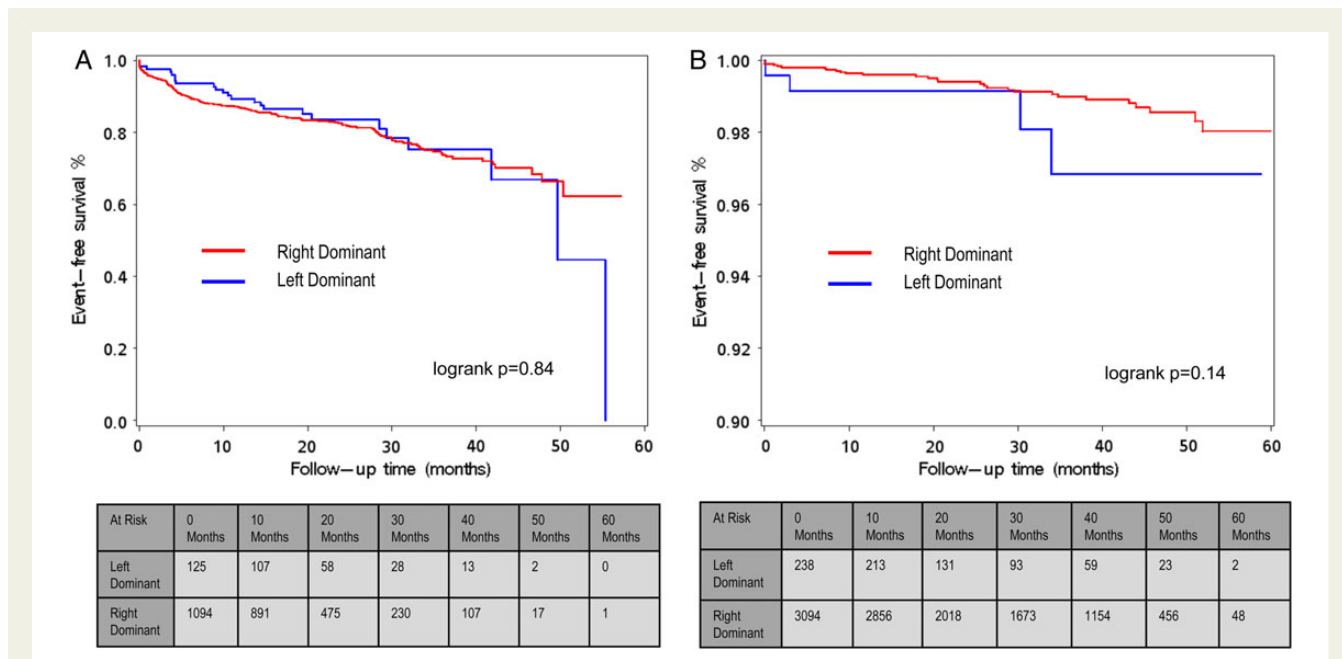 A
1.0
0.8
0.6
0.4
0.2
0.0
Event-free survival %
Right Dominant
Left Dominant
logrank p=0.84
0 10 20 30 40 50 60
Follow-up time (months)
At Risk 0 Months 10 Months 20 Months 30 Months 40 Months 50 Months 60 Months
Left Dominant 125 107 58 28 13 2 0
Right Dominant 1094 891 475 230 107 17 1
B
1.00
0.98
0.96
0.94
0.92
0.90
Event-free survival %
Right Dominant
Left Dominant
logrank p=0.14
0 10 20 30 40 50 60
Follow-up time (months)
At Risk 0 Months 10 Months 20 Months 30 Months 40 Months 50 Months 60 Months
Left Dominant 238 213 131 93 59 23 2
Right Dominant 3094 2856 2018 1673 1154 456 48